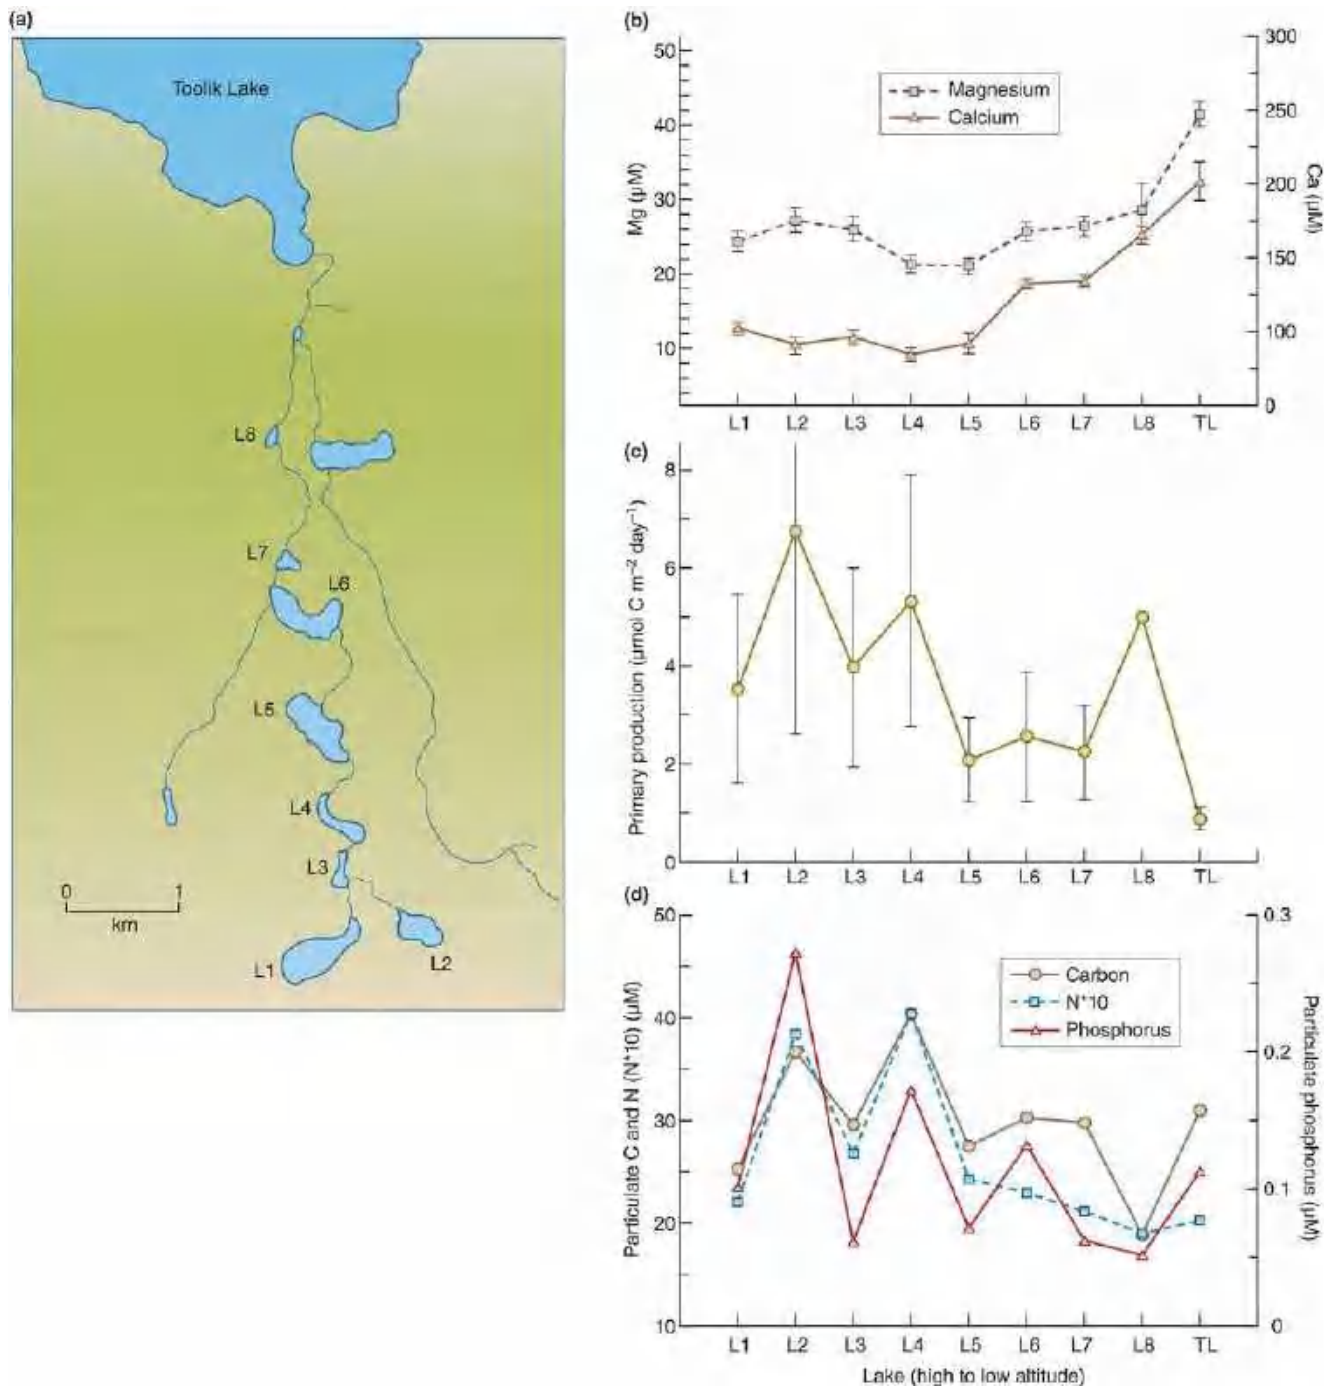 (a)
Toolik Lake
L8
L7
L6
L5
L4
L3
0 1
km
L1
L2
(b)
50
40
30
20
10
Mg (µM)
Magnesium
Calcium
300
250
200
150
100
0
Ca (µM)
L1 L2 L3 L4 L5 L6 L7 L8 TL
(c)
8
6
4
2
0
Primary production (µmol C m⁻² day⁻¹)
L1 L2 L3 L4 L5 L6 L7 L8 TL
(d)
50
40
30
20
10
Particulate C and N (N*10) (µM)
Carbon
N*10
Phosphorus
0.3
0.2
0.1
0
Particulate phosphorus (µM)
L1 L2 L3 L4 L5 L6 L7 L8 TL
Lake (high to low altitude)